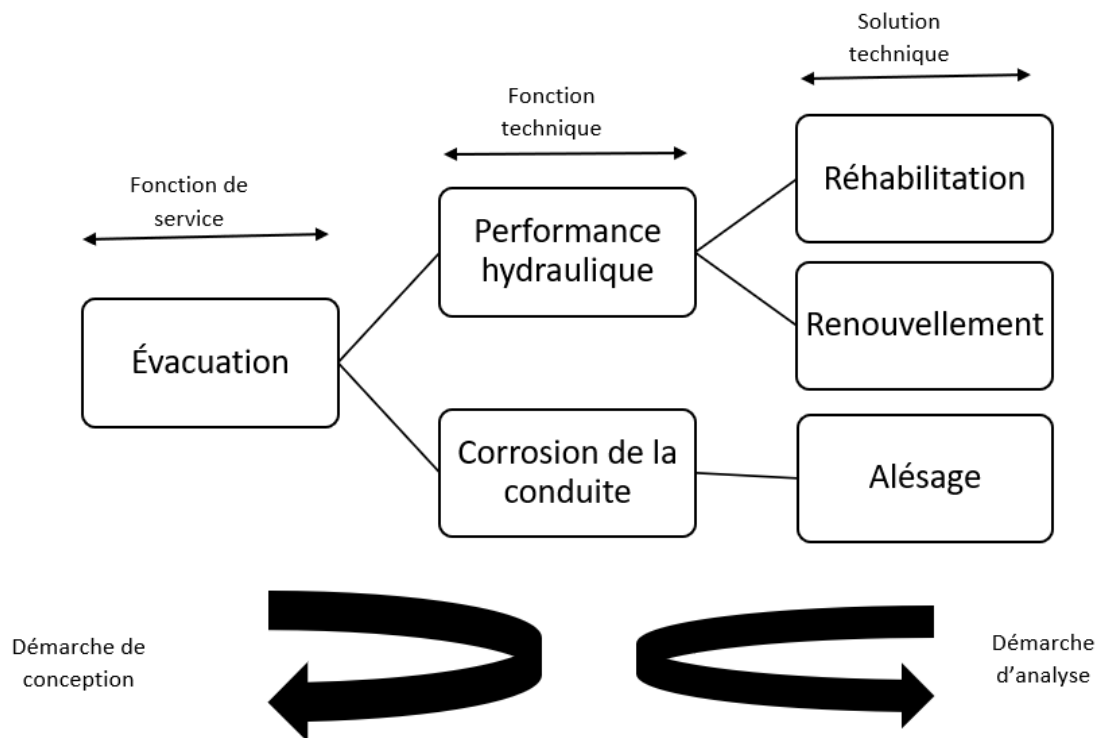 Solution
technique
Fonction
technique
Fonction de
service
Réhabilitation
Performance
hydraulique
Renouvellement
Évacuation
Corrosion de la
conduite
Alésage
Démarche de
conception
Démarche
d’analyse